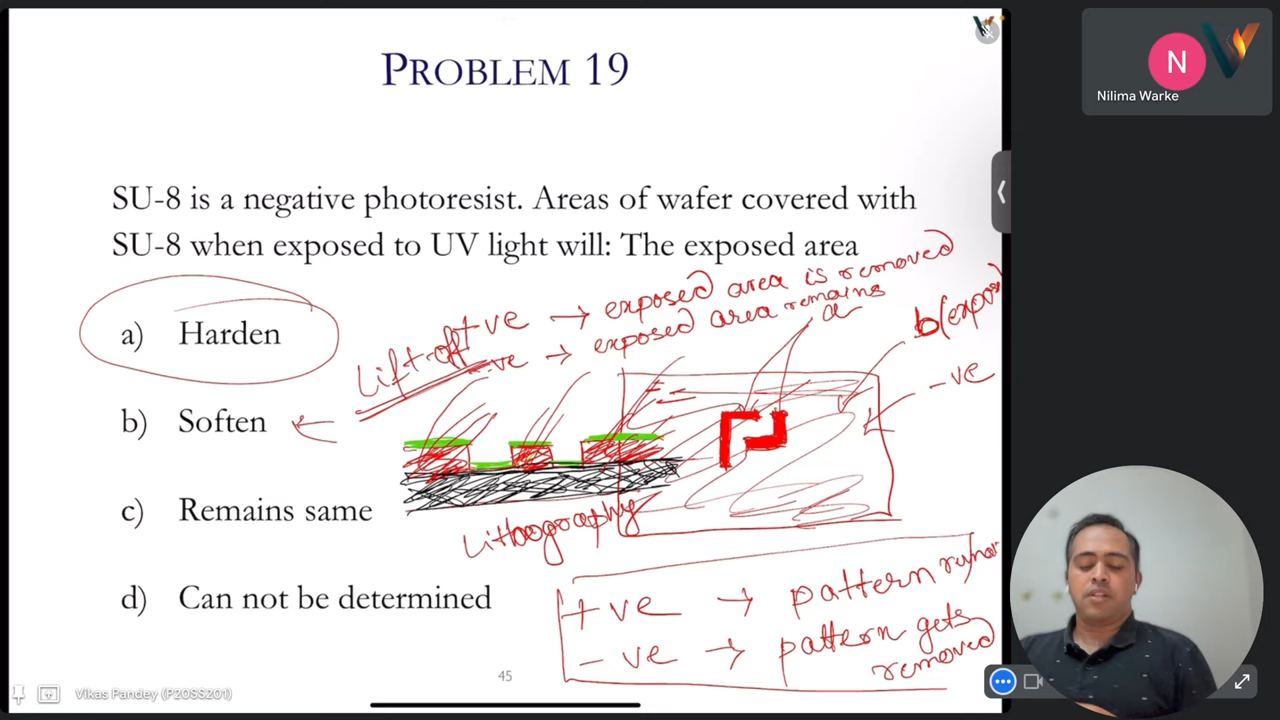 PROBLEM 19
SU-8 is a negative photoresist. Areas of wafer covered with
SU-8 when exposed to UV light will: The exposed area
a) Harden
b) Soften
c) Remains same
d) Can not be determined
+ve → exposed area is removed
-ve → exposed area remains
Lift-off
a
b(expos
-ve
Lithography
+ve → pattern
-ve → pattern gets
removed
45
Vikas Pandey (P20SS201)
N
Nilima Warke